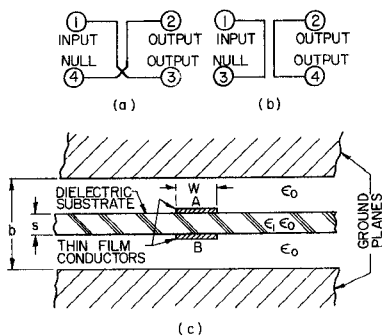 1 2 1 2
INPUT OUTPUT INPUT OUTPUT
NULL OUTPUT NULL OUTPUT
4 3 3 4
(a) (b)
DIELECTRIC SUBSTRATE
W
A
ϵ₀
b
s
ϵ₁ ϵ₀
B
THIN FILM CONDUCTORS
ϵ₀
GROUND PLANES
(c)